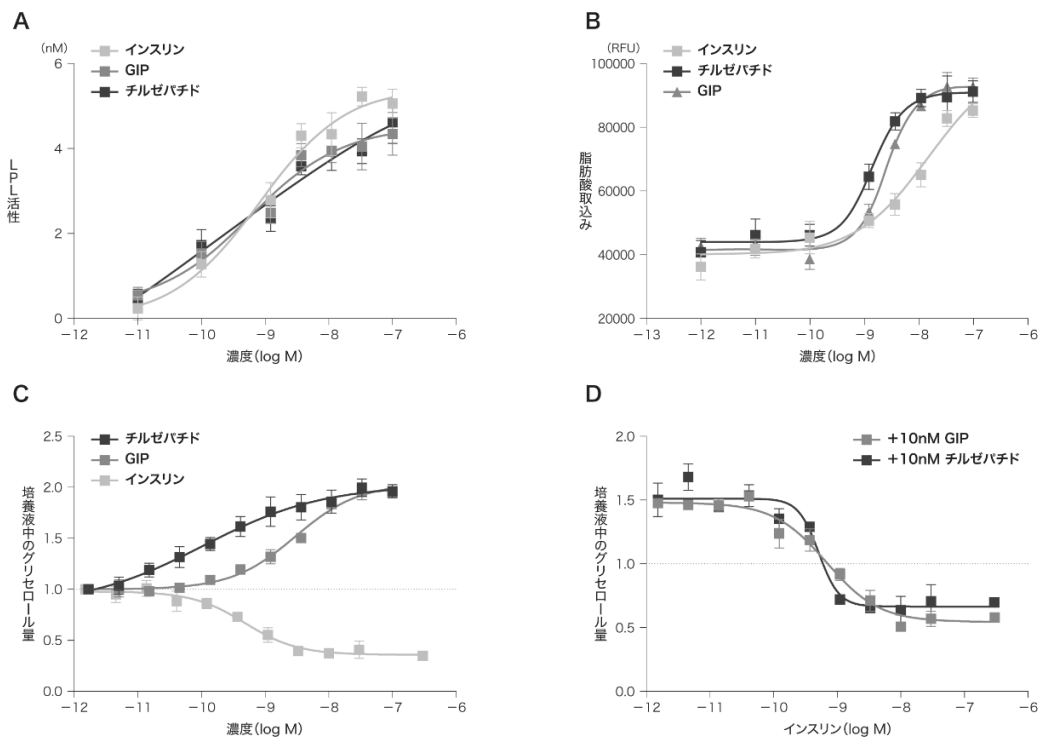 A
(nM)
インスリン
GIP
チルゼパチド
6
4
2
0
LPL活性
−12
−11
−10
−9
−8
−7
−6
濃度(log M)
B
(RFU)
インスリン
チルゼパチド
GIP
100000
80000
60000
40000
20000
脂肪酸取込み
−13
−12
−11
−10
−9
−8
−7
−6
濃度(log M)
C
チルゼパチド
GIP
インスリン
2.5
2.0
1.5
1.0
0.5
0.0
培養液中のグリセロール量
−12
−11
−10
−9
−8
−7
−6
濃度(log M)
D
+10nM GIP
+10nM チルゼパチド
2.0
1.5
1.0
0.5
0.0
培養液中のグリセロール量
−12
−11
−10
−9
−8
−7
−6
インスリン(log M)